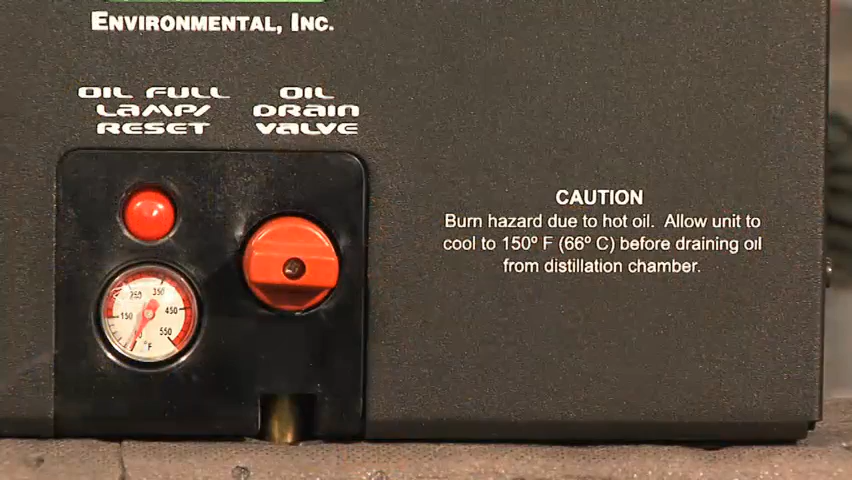 ENVIRONMENTAL, INC.
OIL FULL
LAMP/
RESET
OIL
DRAIN
VALVE
CAUTION
Burn hazard due to hot oil. Allow unit to
cool to 150º F (66º C) before draining oil
from distillation chamber.
150
250
350
450
550
°F